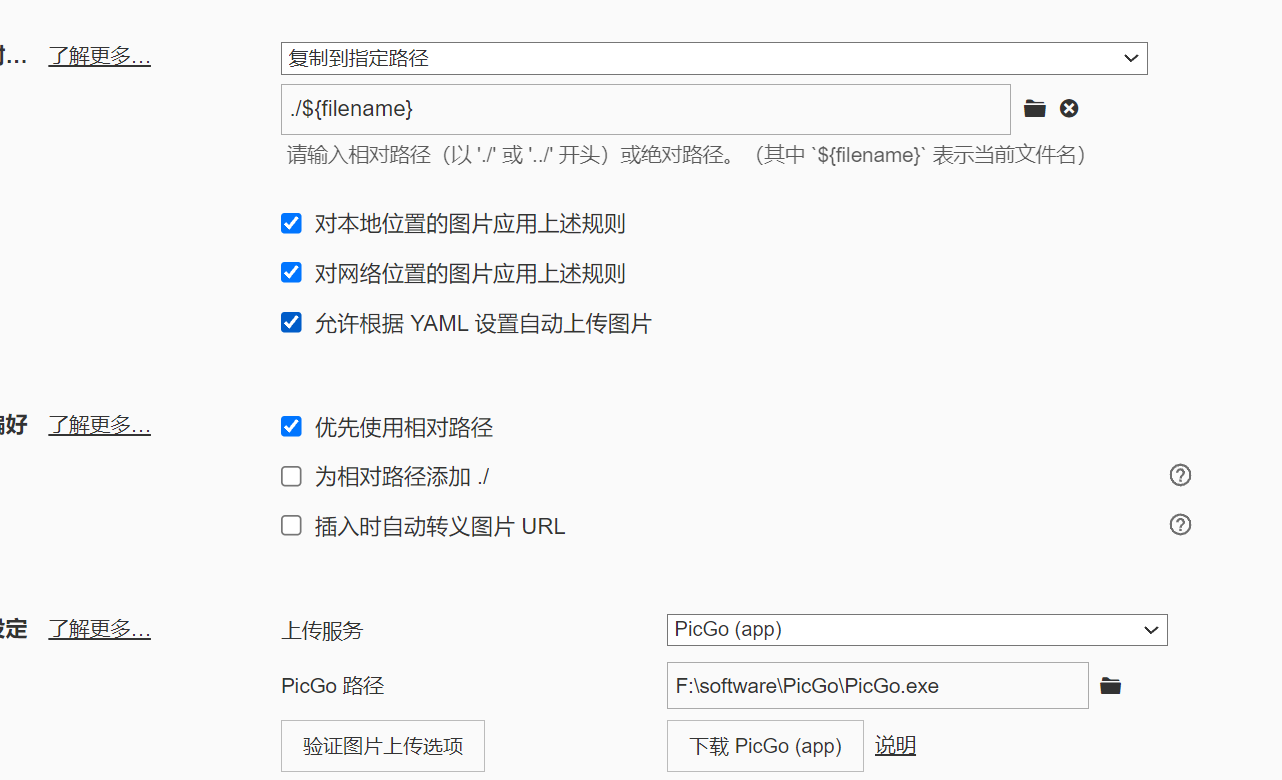 了解更多…
复制到指定路径
./${filename}
请输入相对路径（以 './' 或 '../' 开头）或绝对路径。（其中 `${filename}` 表示当前文件名）
对本地位置的图片应用上述规则
对网络位置的图片应用上述规则
允许根据 YAML 设置自动上传图片
好 了解更多…
优先使用相对路径
为相对路径添加 ./
插入时自动转义图片 URL
定 了解更多…
上传服务 PicGo (app)
PicGo 路径 F:\software\PicGo\PicGo.exe
验证图片上传选项 下载 PicGo (app) 说明